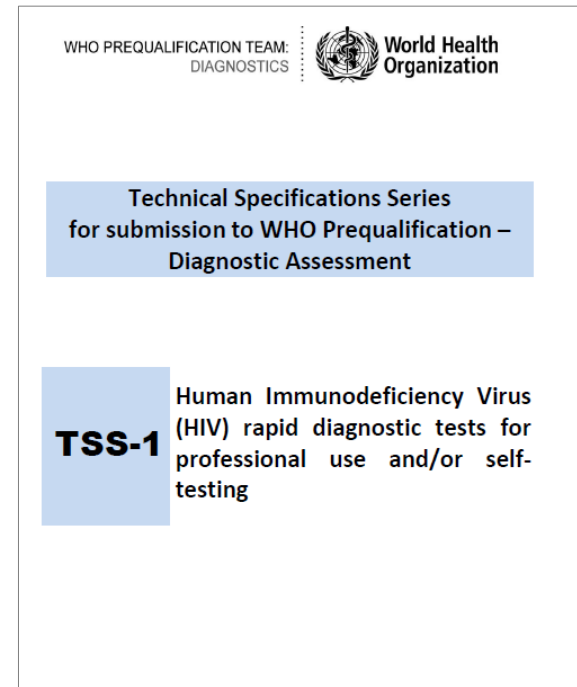 WHO PREQUALIFICATION TEAM:
DIAGNOSTICS
World Health
Organization
Technical Specifications Series
for submission to WHO Prequalification –
Diagnostic Assessment
TSS-1
Human Immunodeficiency Virus
(HIV) rapid diagnostic tests for
professional use and/or self-
testing